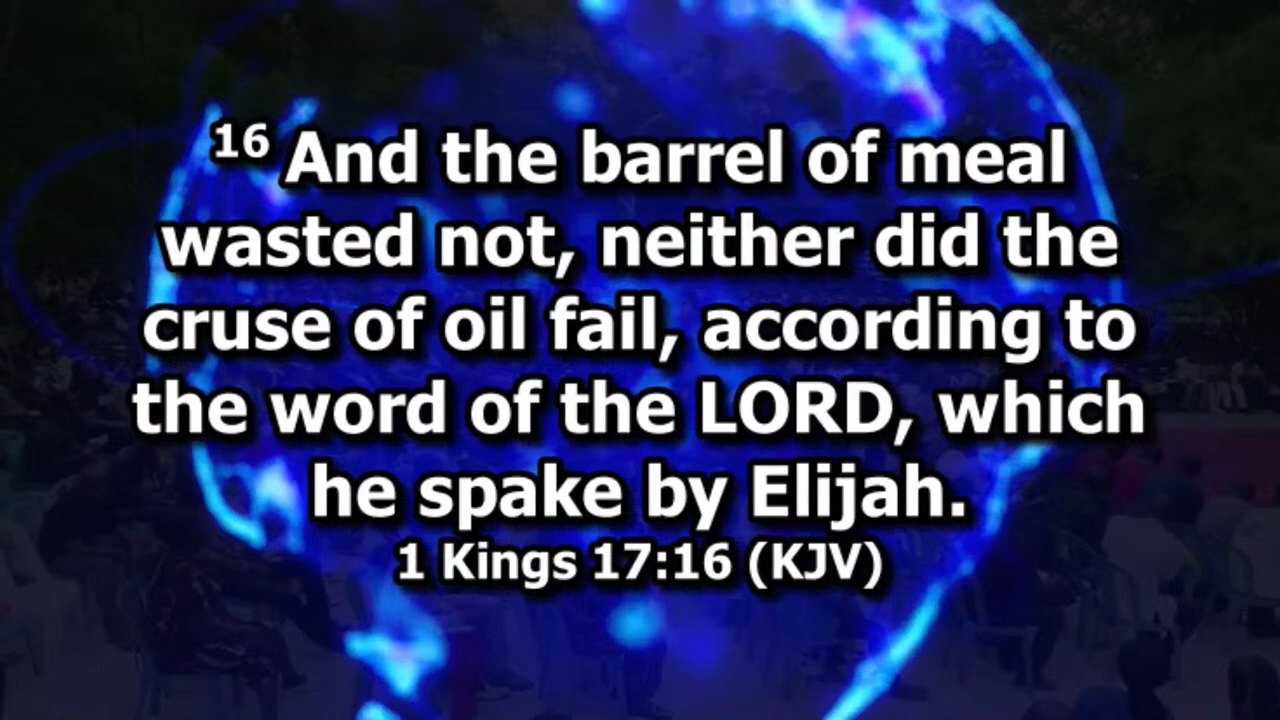 16 And the barrel of meal
wasted not, neither did the
cruse of oil fail, according to
the word of the LORD, which
he spake by Elijah.
1 Kings 17:16 (KJV)